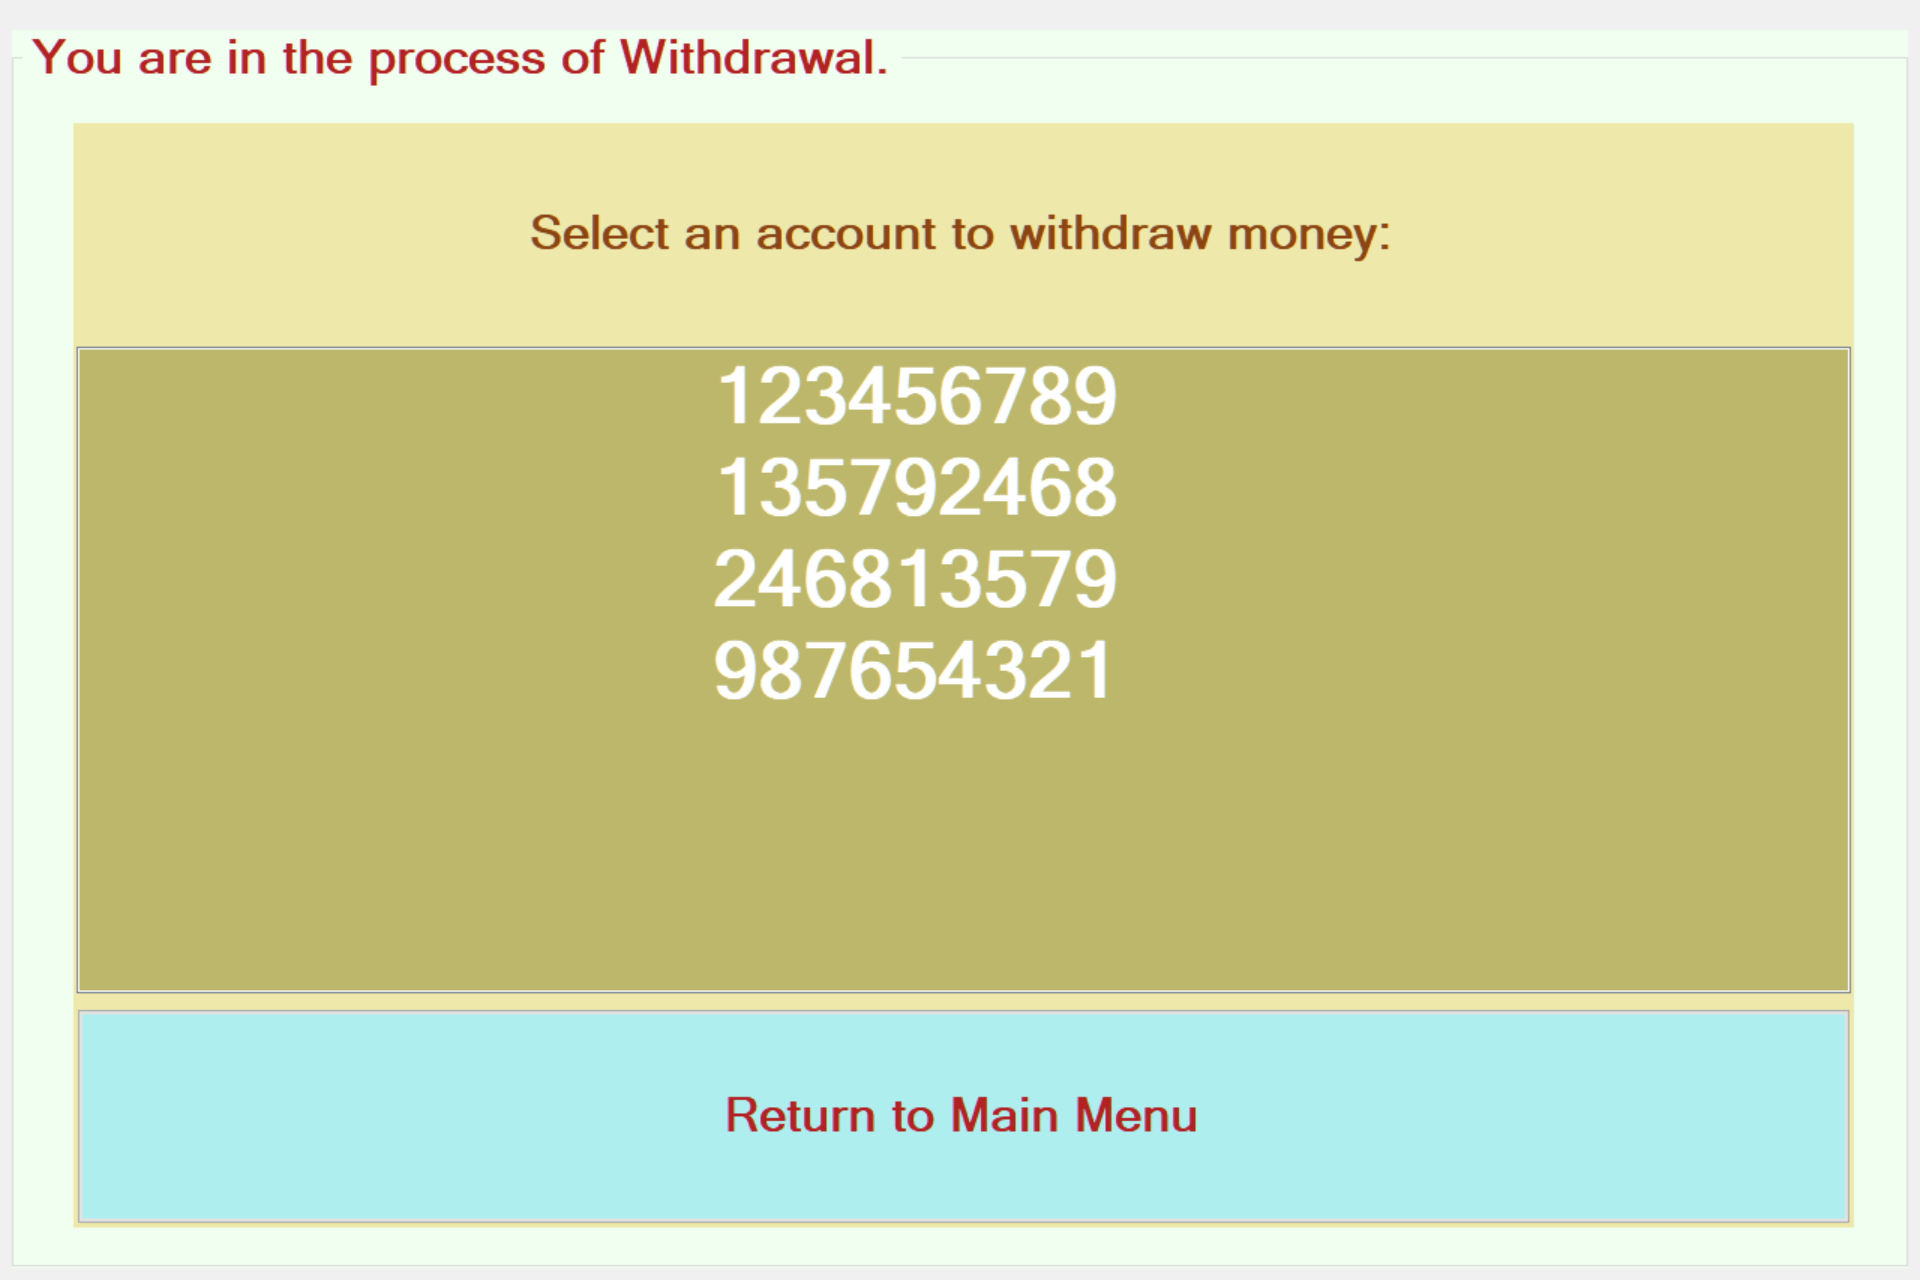 You are in the process of Withdrawal.
Select an account to withdraw money:
123456789
135792468
246813579
987654321
Return to Main Menu